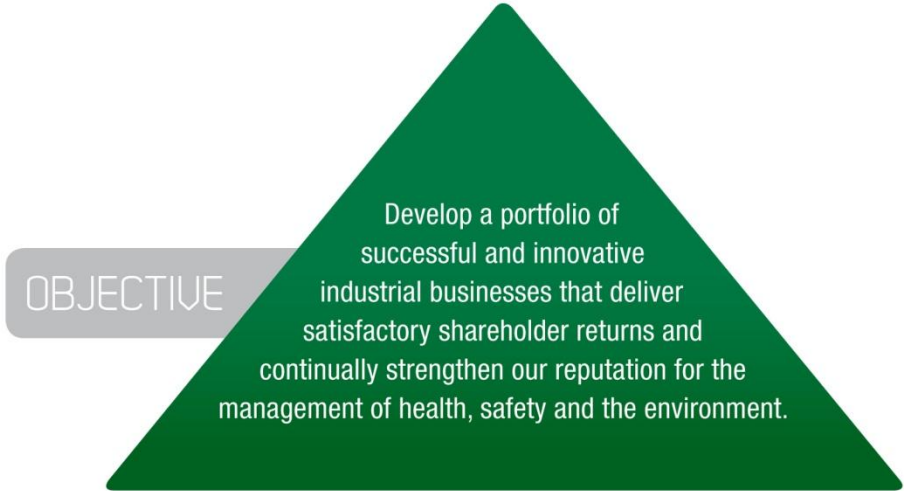 OBJECTIVE
Develop a portfolio of
successful and innovative
industrial businesses that deliver
satisfactory shareholder returns and
continually strengthen our reputation for the
management of health, safety and the environment.